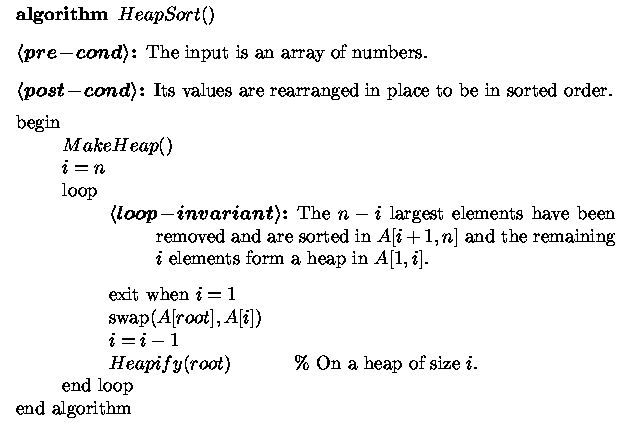 algorithm HeapSort()
⟨pre−cond⟩: The input is an array of numbers.
⟨post−cond⟩: Its values are rearranged in place to be in sorted order.
begin
MakeHeap()
i = n
loop
⟨loop−invariant⟩: The n − i largest elements have been
removed and are sorted in A[i+1, n] and the remaining
i elements form a heap in A[1, i].
exit when i = 1
swap(A[root], A[i])
i = i − 1
Heapify(root) % On a heap of size i.
end loop
end algorithm